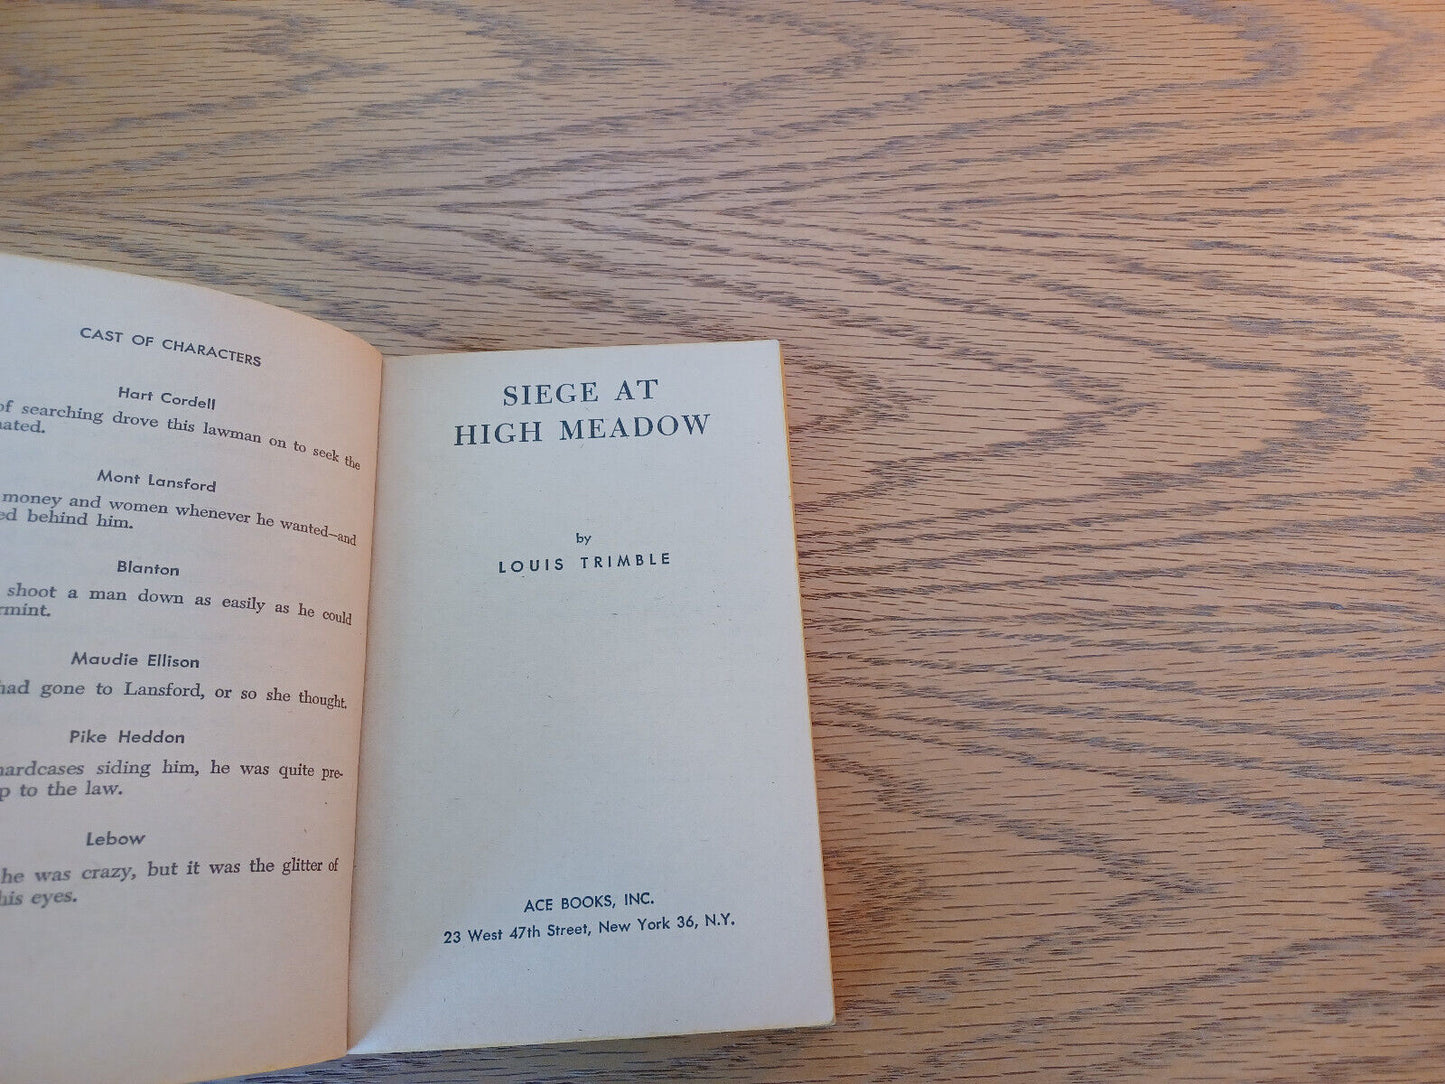 CAST OF CHARACTERS
Hart Cordell
of searching drove this lawman on to seek the
Mont Lansford
money and women whenever he wanted—and
behind him.
Blanton
shoot a man down as easily as he could
Maudie Ellison
had gone to Lansford, or so she thought.
Pike Heddon
hardcases siding him, he was quite pre-
to the law.
Lebow
he was crazy, but it was the glitter of
his eyes.
SIEGE AT
HIGH MEADOW
by
LOUIS TRIMBLE
ACE BOOKS, INC.
23 West 47th Street, New York 36, N.Y.